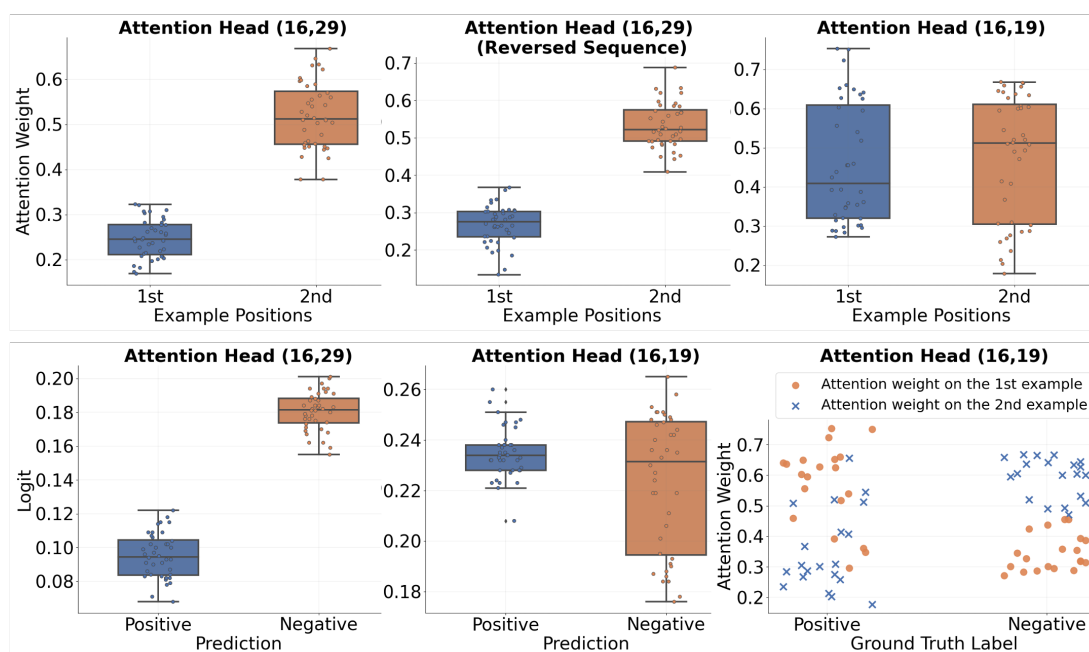 Attention Head (16,29)
Attention Weight
0.6
0.5
0.4
0.3
0.2
1st
2nd
Example Positions
Attention Head (16,29)
(Reversed Sequence)
0.7
0.6
0.5
0.4
0.3
0.2
1st
2nd
Example Positions
Attention Head (16,19)
0.7
0.6
0.5
0.4
0.3
0.2
1st
2nd
Example Positions
Attention Head (16,29)
Logit
0.20
0.18
0.16
0.14
0.12
0.10
0.08
Positive
Negative
Prediction
Attention Head (16,19)
0.26
0.24
0.22
0.20
0.18
Positive
Negative
Prediction
Attention Head (16,19)
Attention weight on the 1st example
Attention weight on the 2nd example
Attention Weight
0.7
0.6
0.5
0.4
0.3
0.2
Positive
Negative
Ground Truth Label